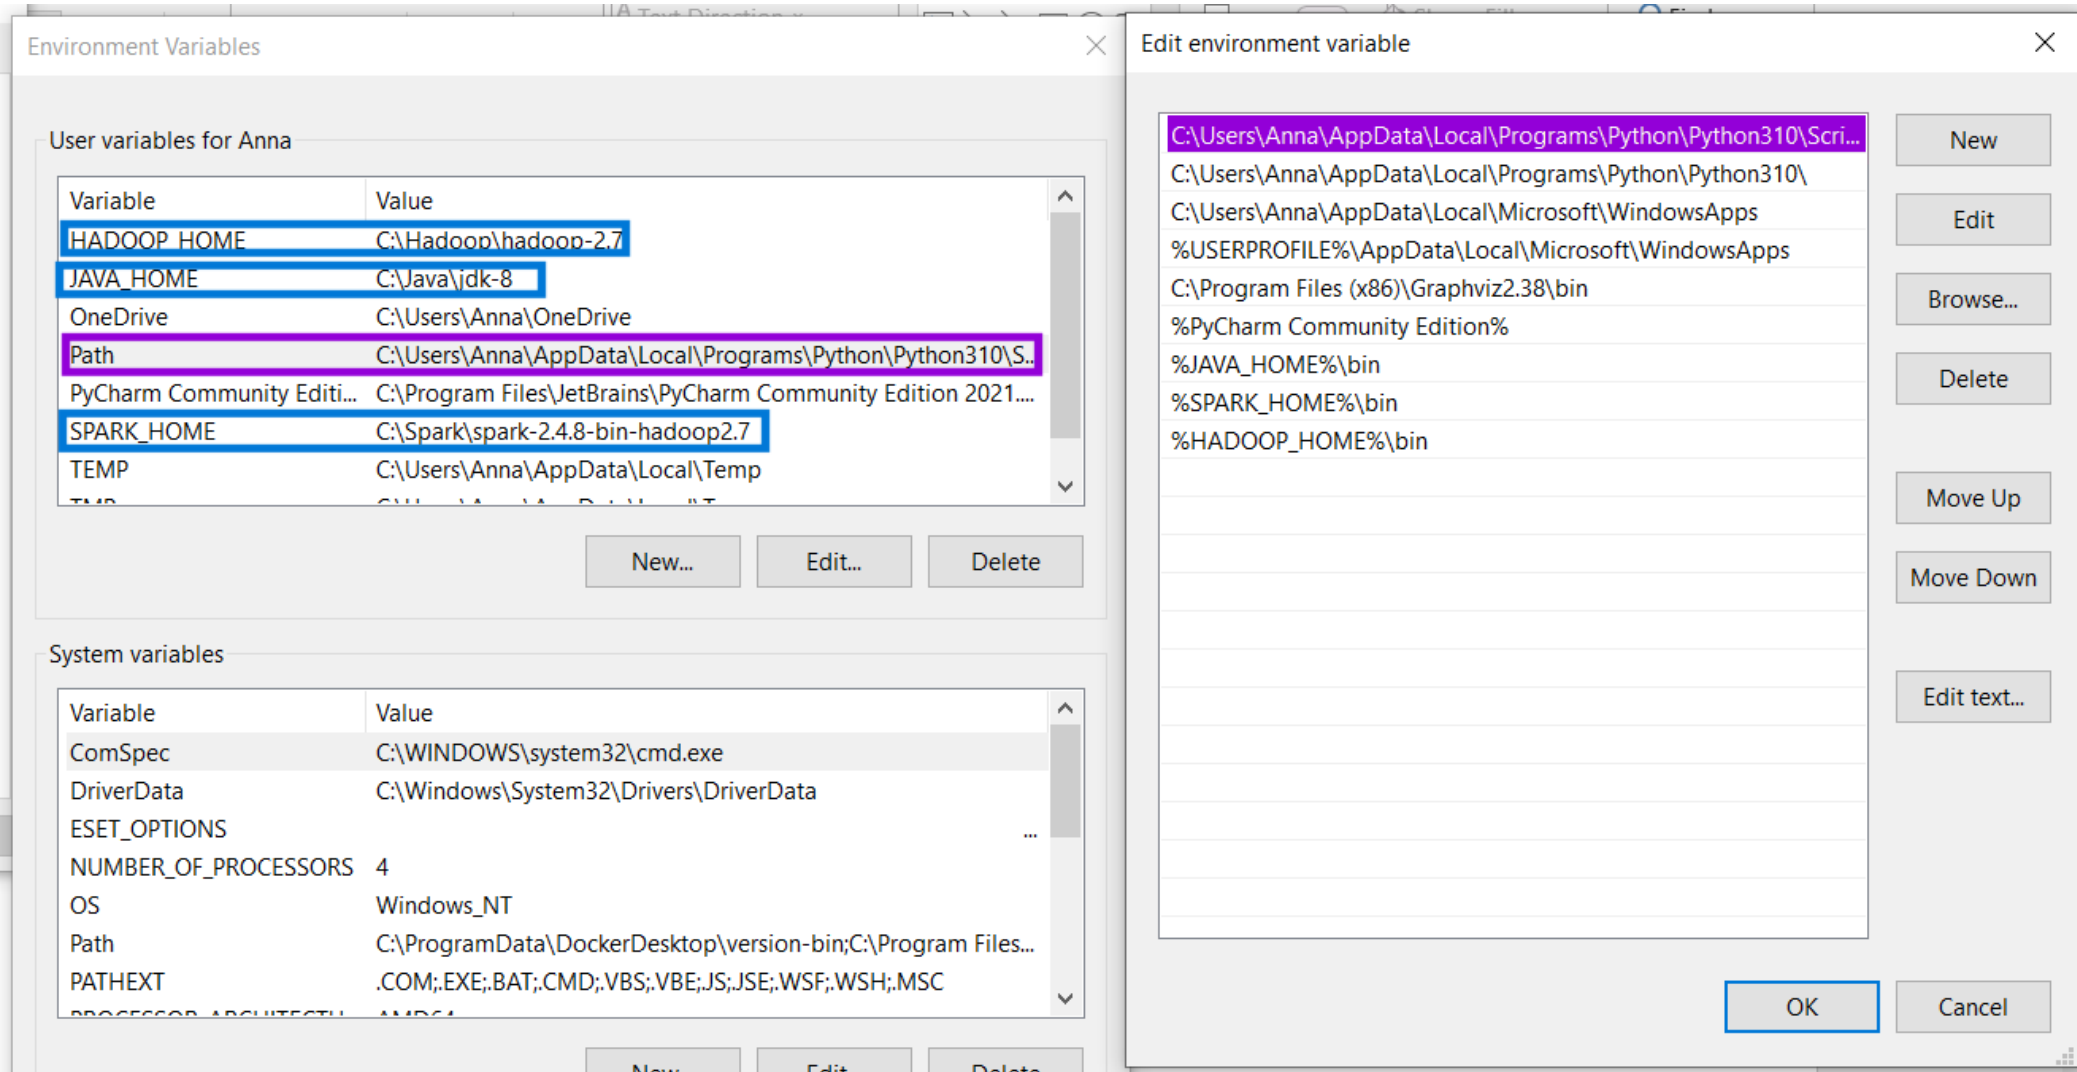 Environment Variables
User variables for Anna
Variable Value
HADOOP_HOME C:\Hadoop\hadoop-2.7
JAVA_HOME C:\Java\jdk-8
OneDrive C:\Users\Anna\OneDrive
Path C:\Users\Anna\AppData\Local\Programs\Python\Python310\S...
PyCharm Community Editi... C:\Program Files\JetBrains\PyCharm Community Edition 2021....
SPARK_HOME C:\Spark\spark-2.4.8-bin-hadoop2.7
TEMP C:\Users\Anna\AppData\Local\Temp
New... Edit... Delete
System variables
Variable Value
ComSpec C:\WINDOWS\system32\cmd.exe
DriverData C:\Windows\System32\Drivers\DriverData
ESET_OPTIONS ...
NUMBER_OF_PROCESSORS 4
OS Windows_NT
Path C:\ProgramData\DockerDesktop\version-bin;C:\Program Files...
PATHEXT .COM;.EXE;.BAT;.CMD;.VBS;.VBE;.JS;.JSE;.WSF;.WSH;.MSC
New... Edit... Delete
Edit environment variable
C:\Users\Anna\AppData\Local\Programs\Python\Python310\Scri...
C:\Users\Anna\AppData\Local\Programs\Python\Python310\
C:\Users\Anna\AppData\Local\Microsoft\WindowsApps
%USERPROFILE%\AppData\Local\Microsoft\WindowsApps
C:\Program Files (x86)\Graphviz2.38\bin
%PyCharm Community Edition%
%JAVA_HOME%\bin
%SPARK_HOME%\bin
%HADOOP_HOME%\bin
New
Edit
Browse...
Delete
Move Up
Move Down
Edit text...
OK Cancel